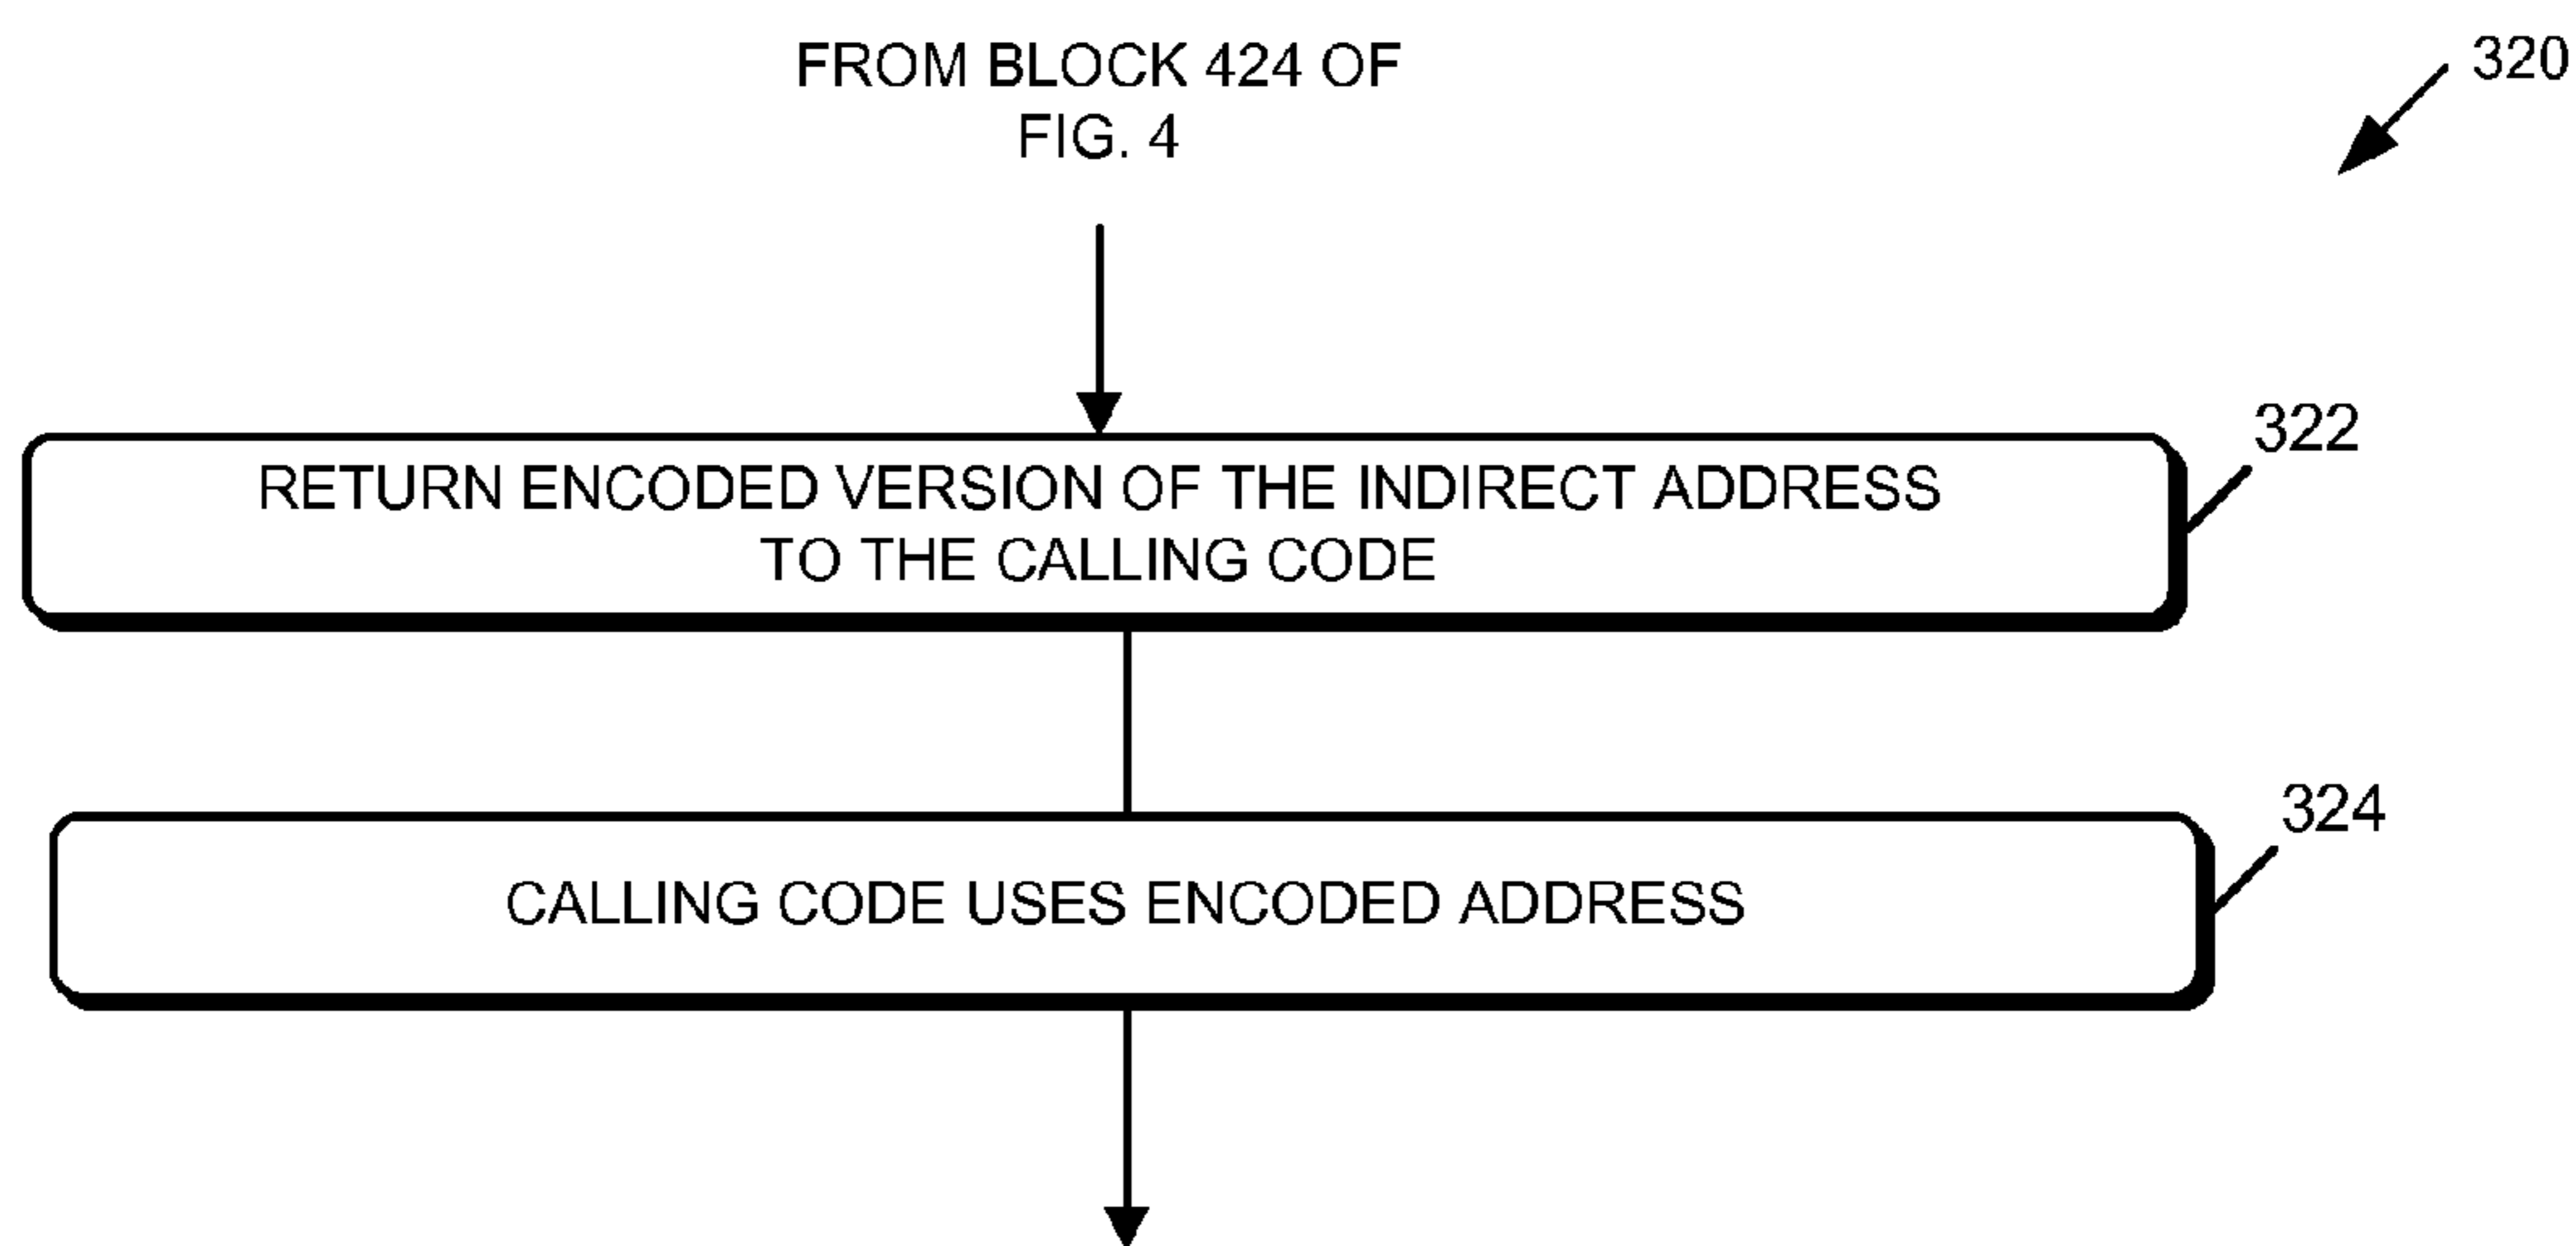 FROM BLOCK 424 OF
FIG. 4
320
322
RETURN ENCODED VERSION OF THE INDIRECT ADDRESS
TO THE CALLING CODE
324
CALLING CODE USES ENCODED ADDRESS